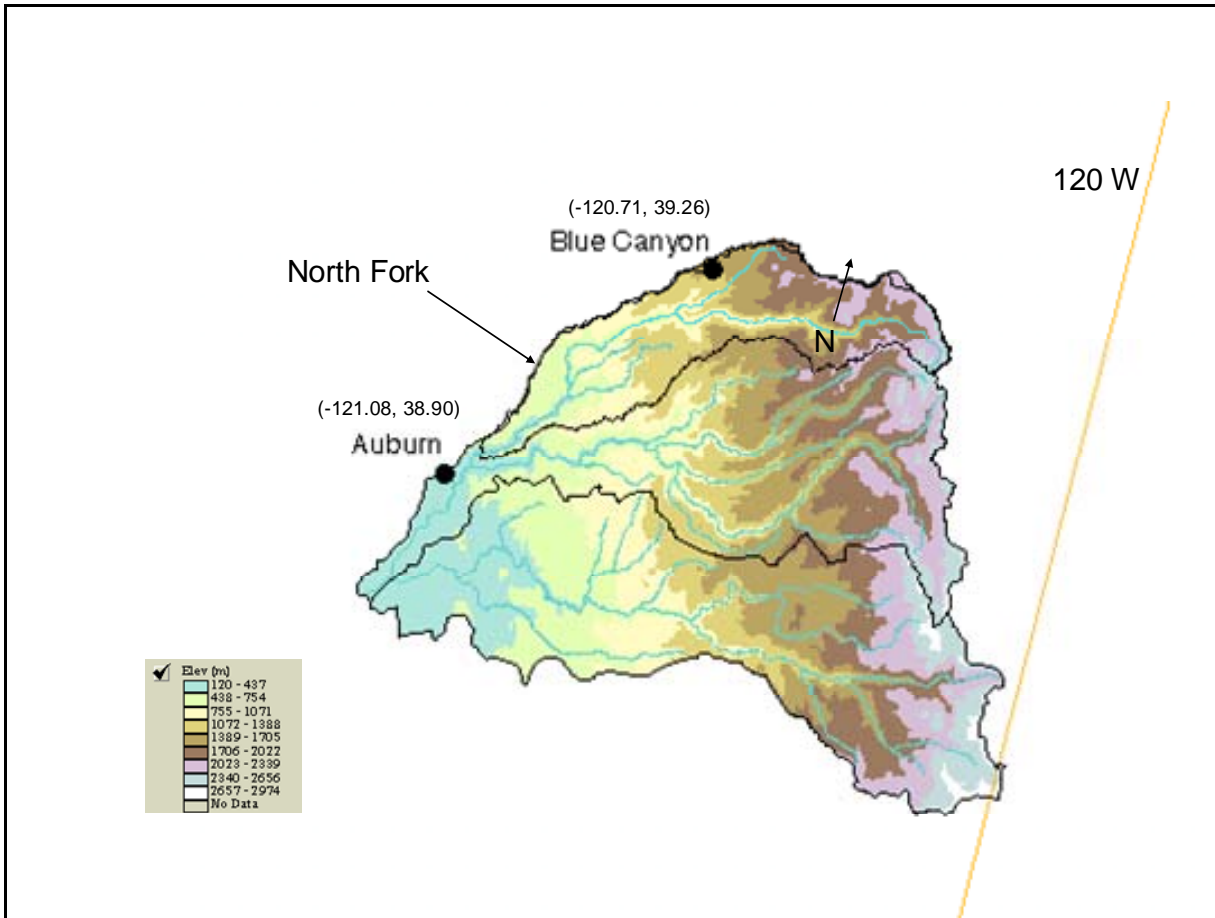 120 W
(-120.71, 39.26)
Blue Canyon
North Fork
N
(-121.08, 38.90)
Auburn
Elev (m)
120 - 437
438 - 754
755 - 1071
1072 - 1388
1389 - 1705
1706 - 2022
2023 - 2339
2340 - 2656
2657 - 2974
No Data